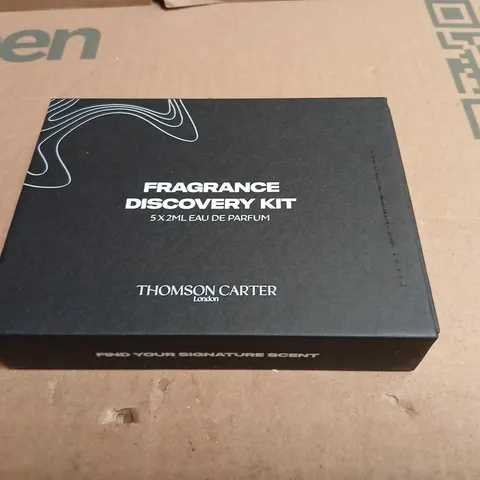 FRAGRANCE
DISCOVERY KIT
5 X 2ML EAU DE PARFUM
THOMSON CARTER
London
FIND YOUR SIGNATURE SCENT